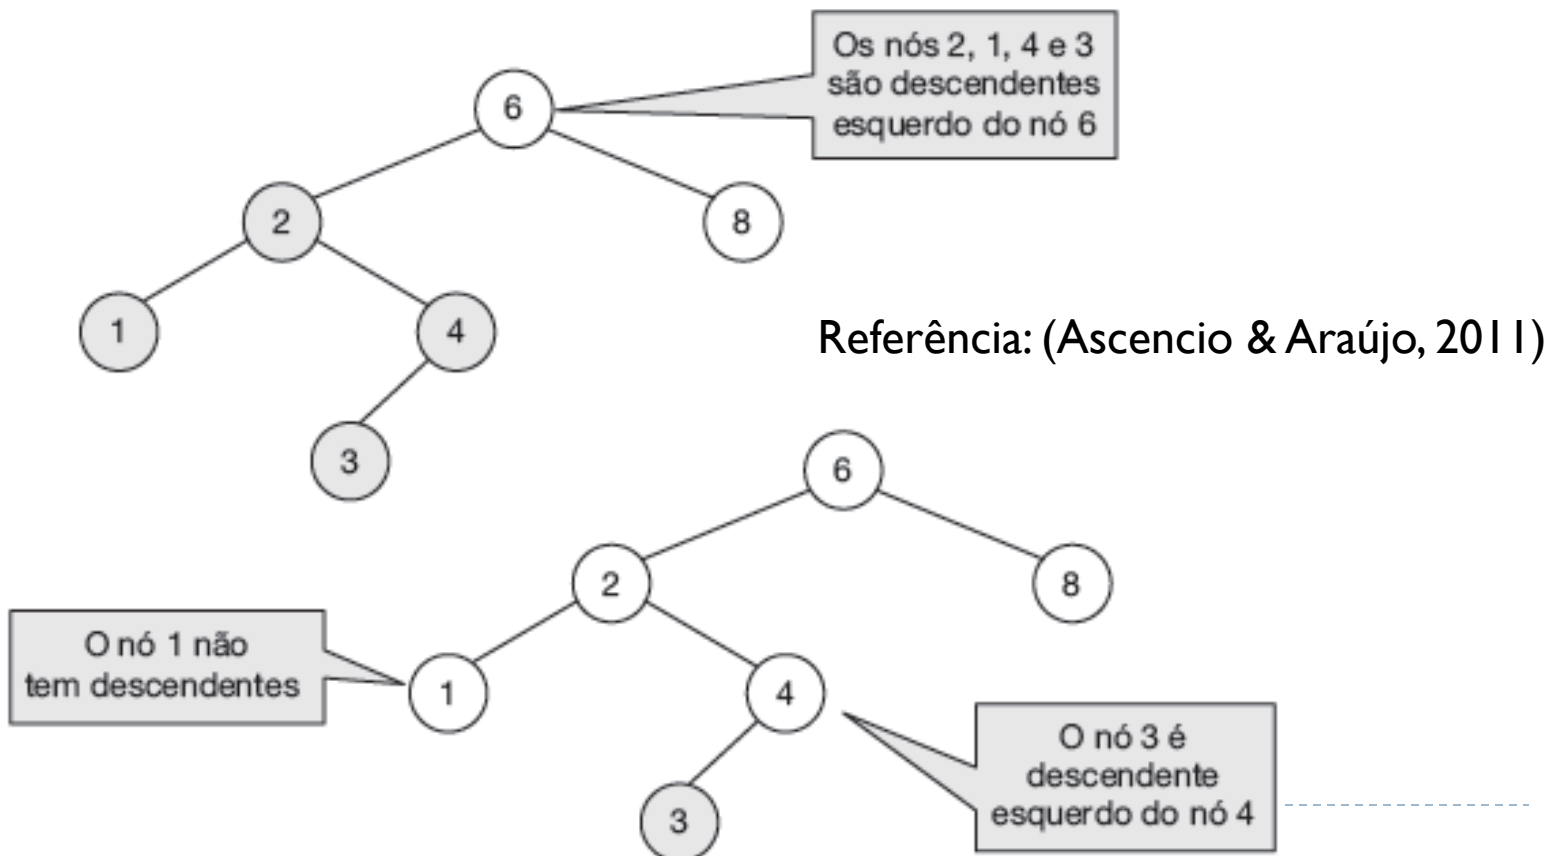 Os nós 2, 1, 4 e 3
são descendentes
esquerdo do nó 6
6
2
8
1
4
3
Referência: (Ascencio & Araújo, 2011)
6
2
8
O nó 1 não
tem descendentes
1
4
3
O nó 3 é
descendente
esquerdo do nó 4